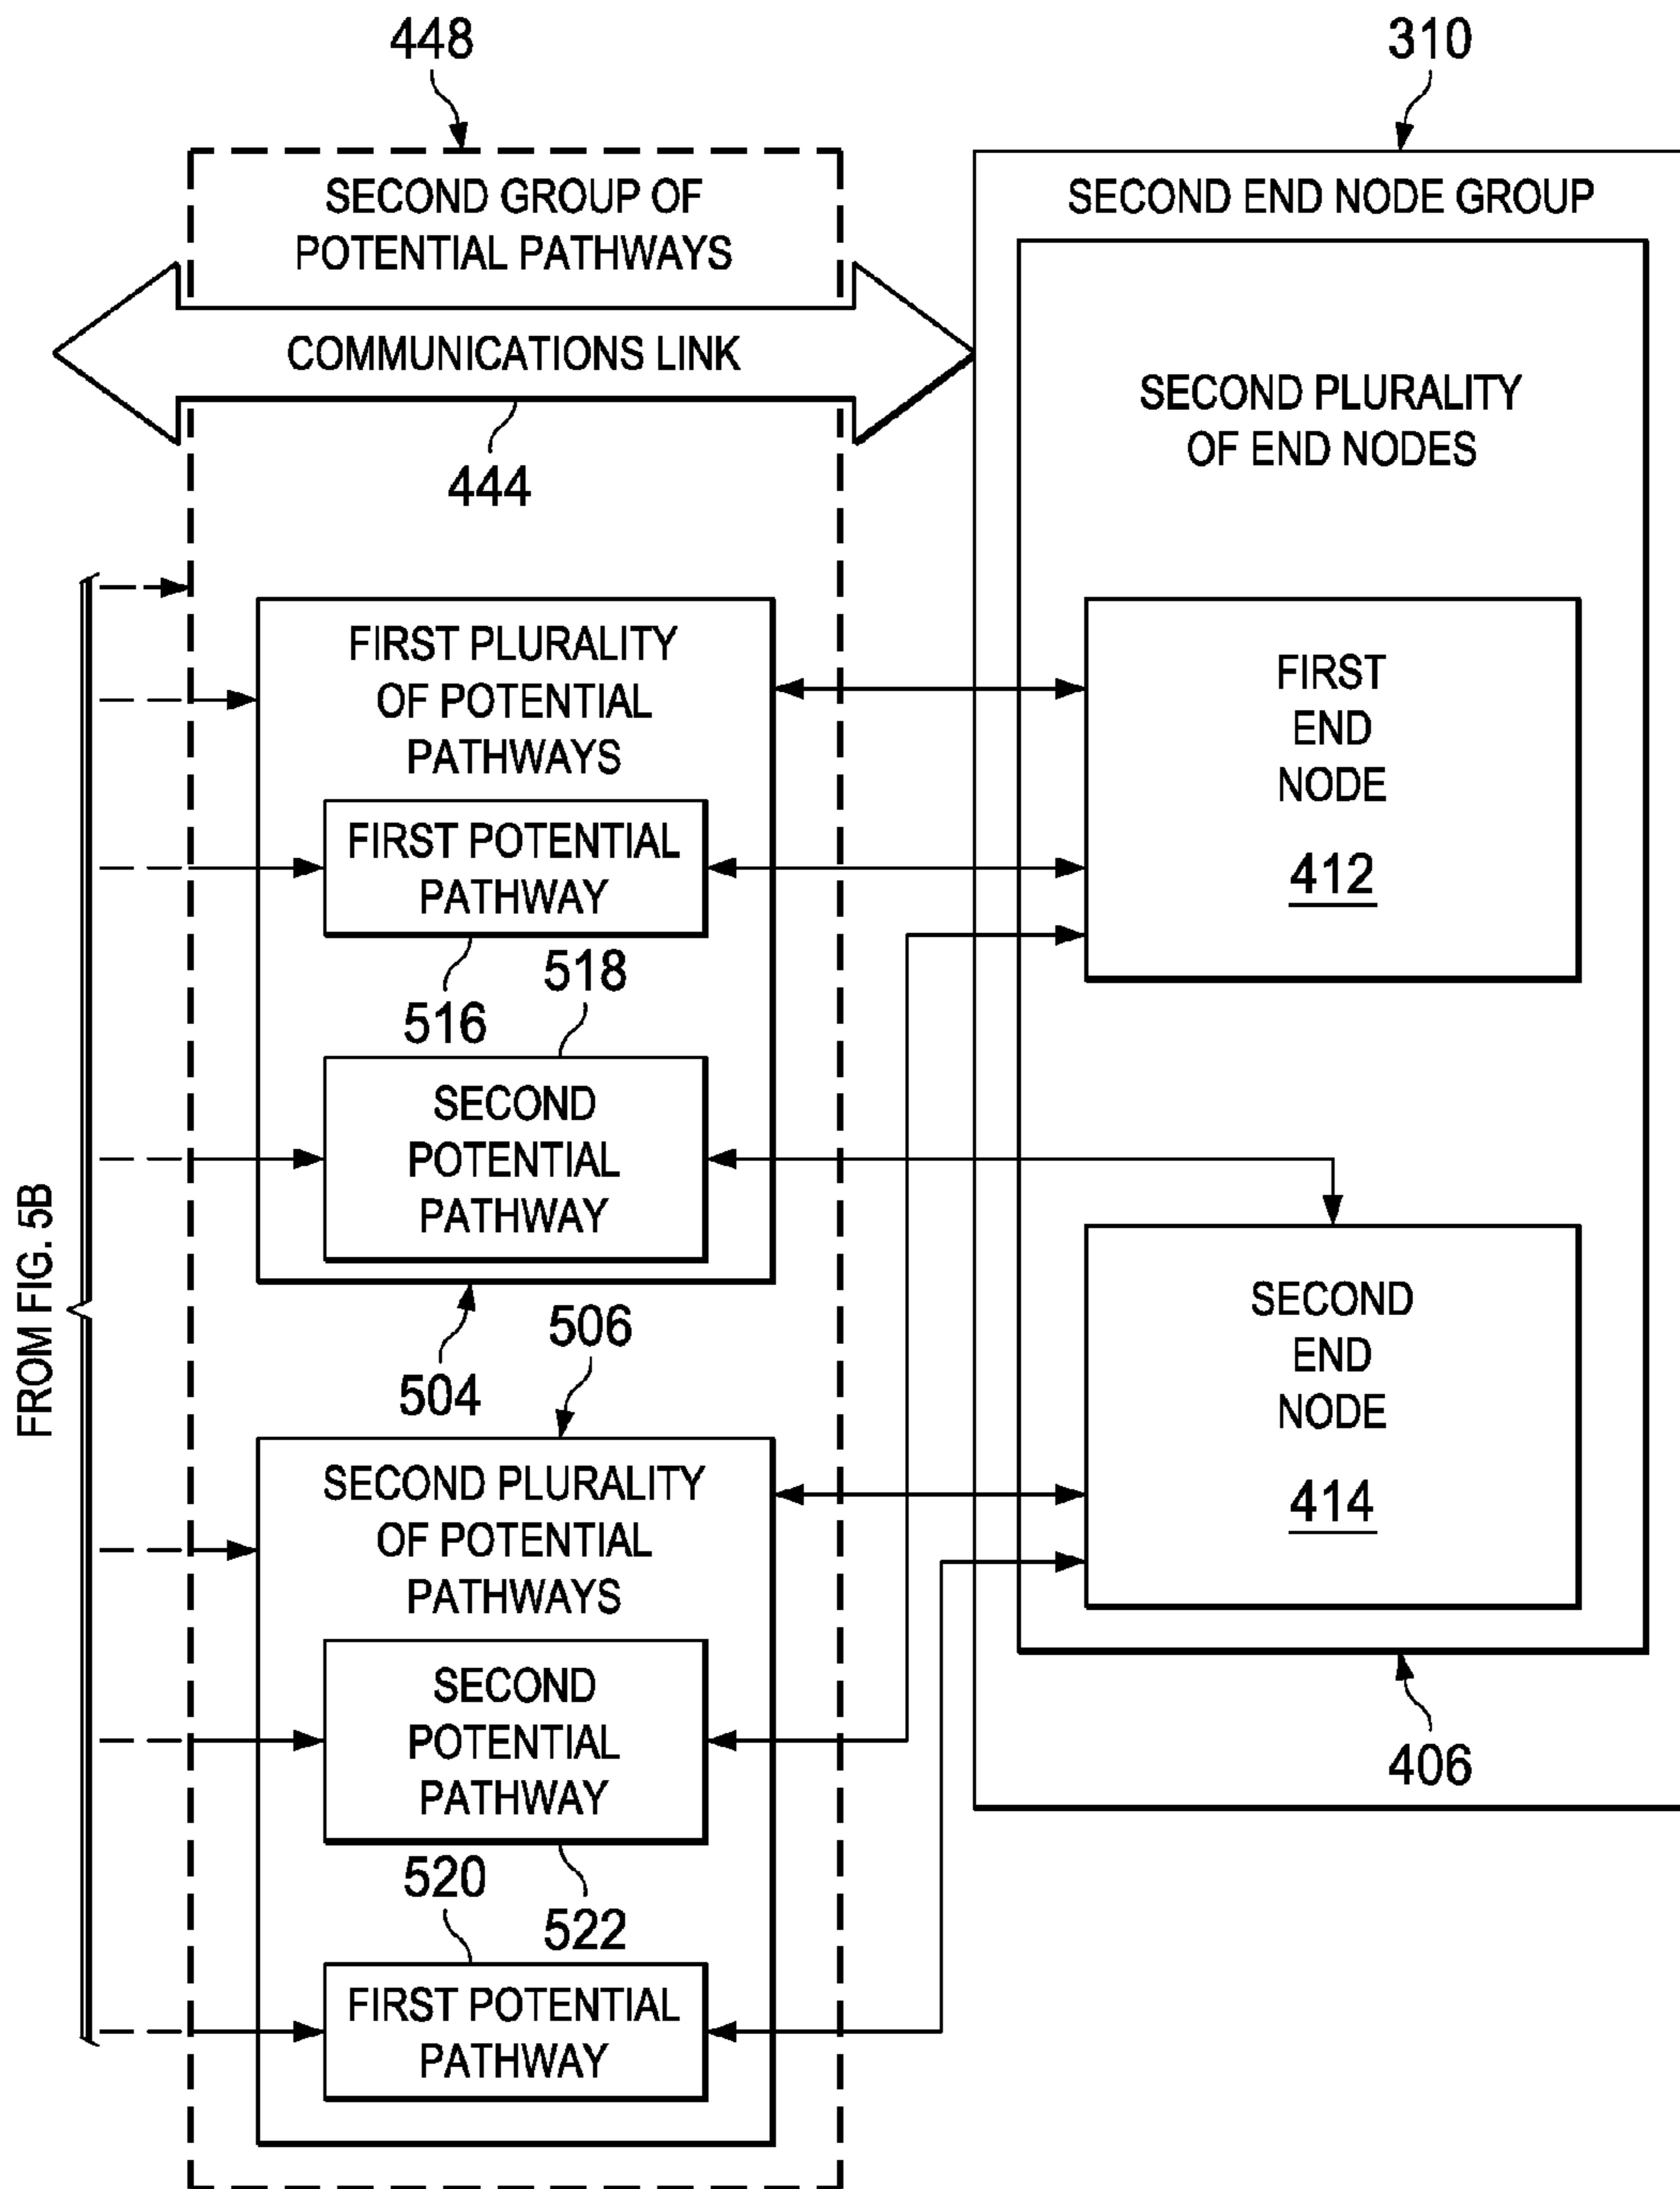 448
310
SECOND GROUP OF
POTENTIAL PATHWAYS
SECOND END NODE GROUP
COMMUNICATIONS LINK
444
SECOND PLURALITY
OF END NODES
FIRST PLURALITY
OF POTENTIAL
PATHWAYS
FIRST POTENTIAL
PATHWAY
516
518
SECOND
POTENTIAL
PATHWAY
504
FIRST
END
NODE
412
SECOND
END
NODE
414
406
FROM FIG. 5B
506
SECOND PLURALITY
OF POTENTIAL
PATHWAYS
SECOND
POTENTIAL
PATHWAY
520
522
FIRST POTENTIAL
PATHWAY